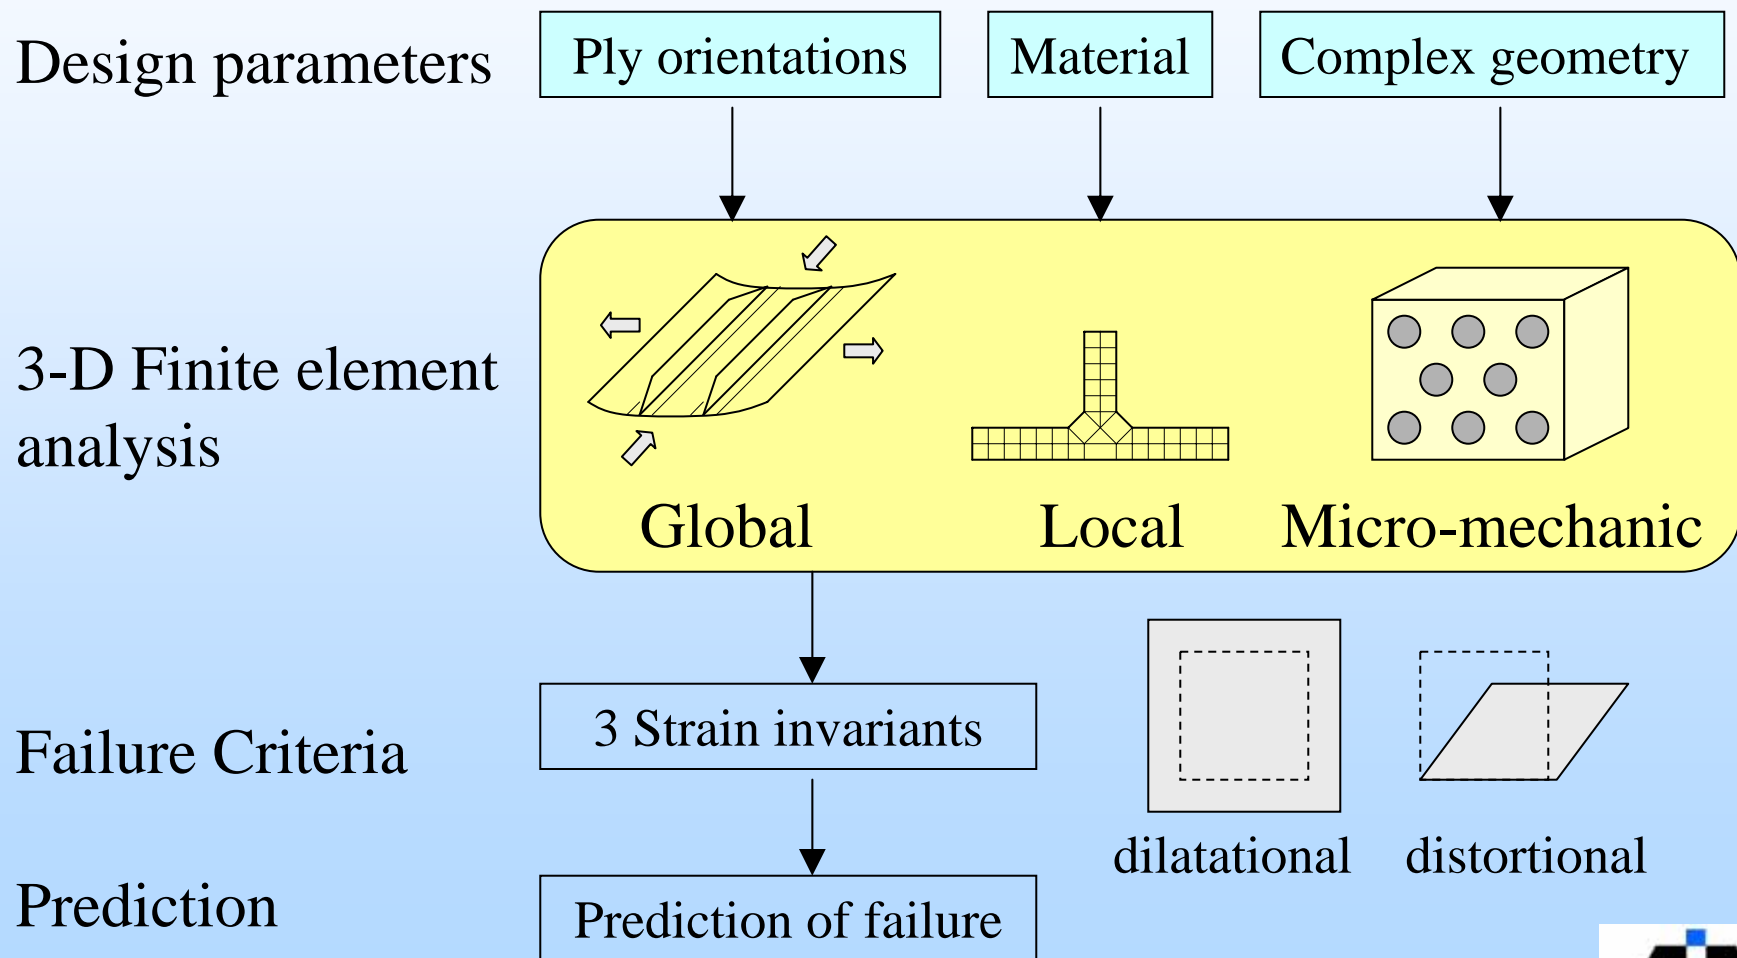 Design parameters
Ply orientations
Material
Complex geometry
3-D Finite element
analysis
Global
Local
Micro-mechanic
Failure Criteria
3 Strain invariants
dilatational
distortional
Prediction
Prediction of failure